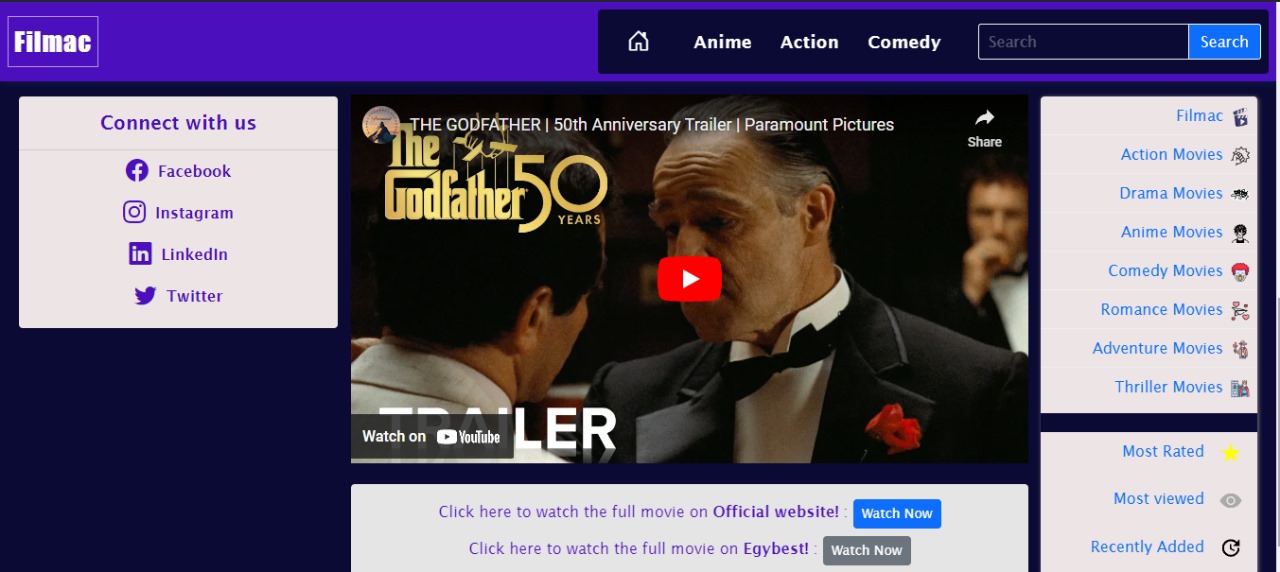 Filmac
Anime Action Comedy Search Search
Connect with us
Facebook
Instagram
LinkedIn
Twitter
THE GODFATHER | 50th Anniversary Trailer | Paramount Pictures
Share
The
Godfather 50
YEARS
TRAILER
Watch on YouTube
Click here to watch the full movie on Official website! : Watch Now
Click here to watch the full movie on Egybest! : Watch Now
Filmac
Action Movies
Drama Movies
Anime Movies
Comedy Movies
Romance Movies
Adventure Movies
Thriller Movies
Most Rated
Most viewed
Recently Added